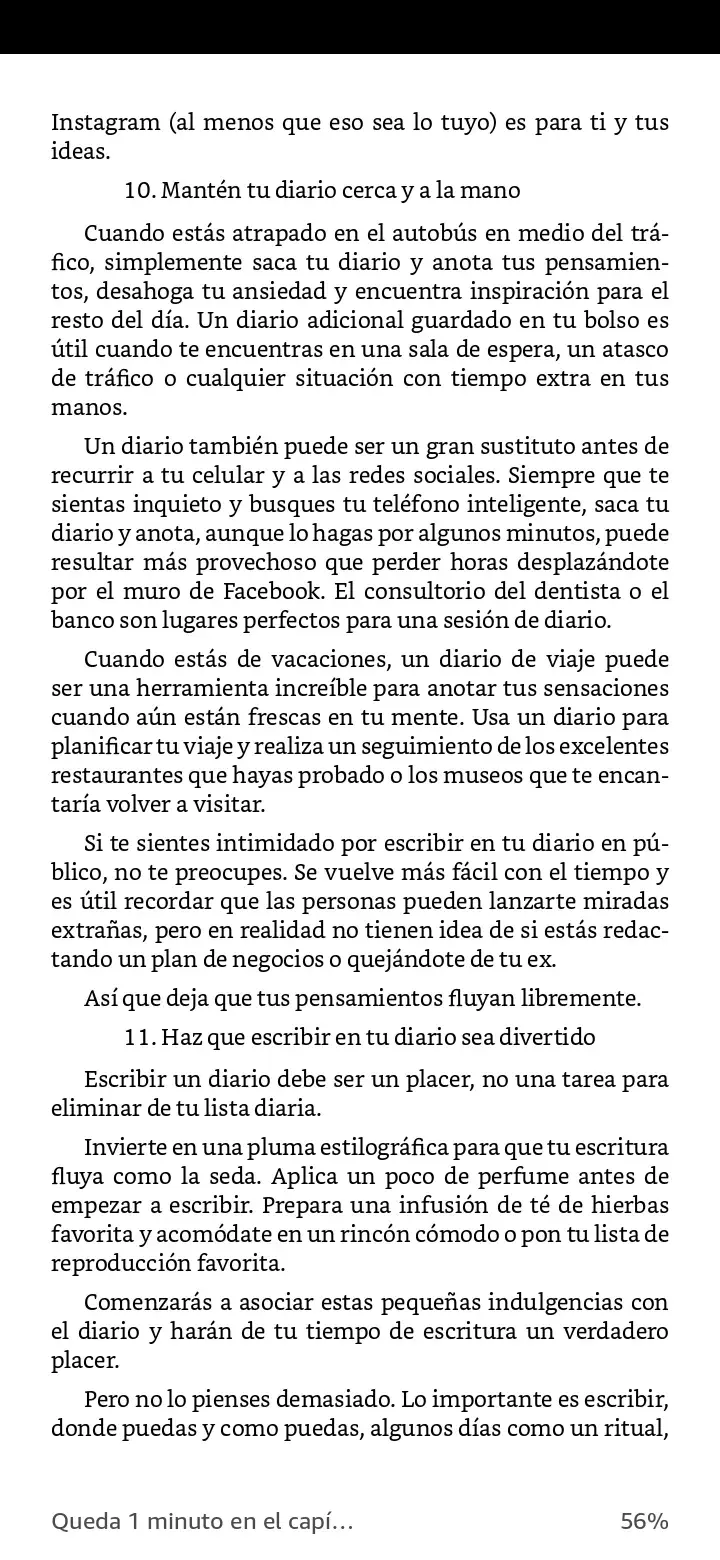 Instagram (al menos que eso sea lo tuyo) es para ti y tus
ideas.
10. Mantén tu diario cerca y a la mano
Cuando estás atrapado en el autobús en medio del trá-
fico, simplemente saca tu diario y anota tus pensamien-
tos, desahoga tu ansiedad y encuentra inspiración para el
resto del día. Un diario adicional guardado en tu bolso es
útil cuando te encuentras en una sala de espera, un atasco
de tráfico o cualquier situación con tiempo extra en tus
manos.
Un diario también puede ser un gran sustituto antes de
recurrir a tu celular y a las redes sociales. Siempre que te
sientas inquieto y busques tu teléfono inteligente, saca tu
diario y anota, aunque lo hagas por algunos minutos, puede
resultar más provechoso que perder horas desplazándote
por el muro de Facebook. El consultorio del dentista o el
banco son lugares perfectos para una sesión de diario.
Cuando estás de vacaciones, un diario de viaje puede
ser una herramienta increíble para anotar tus sensaciones
cuando aún están frescas en tu mente. Usa un diario para
planificar tu viaje y realiza un seguimiento de los excelentes
restaurantes que hayas probado o los museos que te encan-
taría volver a visitar.
Si te sientes intimidado por escribir en tu diario en pú-
blico, no te preocupes. Se vuelve más fácil con el tiempo y
es útil recordar que las personas pueden lanzarte miradas
extrañas, pero en realidad no tienen idea de si estás redac-
tando un plan de negocios o quejándote de tu ex.
Así que deja que tus pensamientos fluyan libremente.
11. Haz que escribir en tu diario sea divertido
Escribir un diario debe ser un placer, no una tarea para
eliminar de tu lista diaria.
Invierte en una pluma estilográfica para que tu escritura
fluya como la seda. Aplica un poco de perfume antes de
empezar a escribir. Prepara una infusión de té de hierbas
favorita y acomódate en un rincón cómodo o pon tu lista de
reproducción favorita.
Comenzarás a asociar estas pequeñas indulgencias con
el diario y harán de tu tiempo de escritura un verdadero
placer.
Pero no lo pienses demasiado. Lo importante es escribir,
donde puedas y como puedas, algunos días como un ritual,
Queda 1 minuto en el capí... 56%